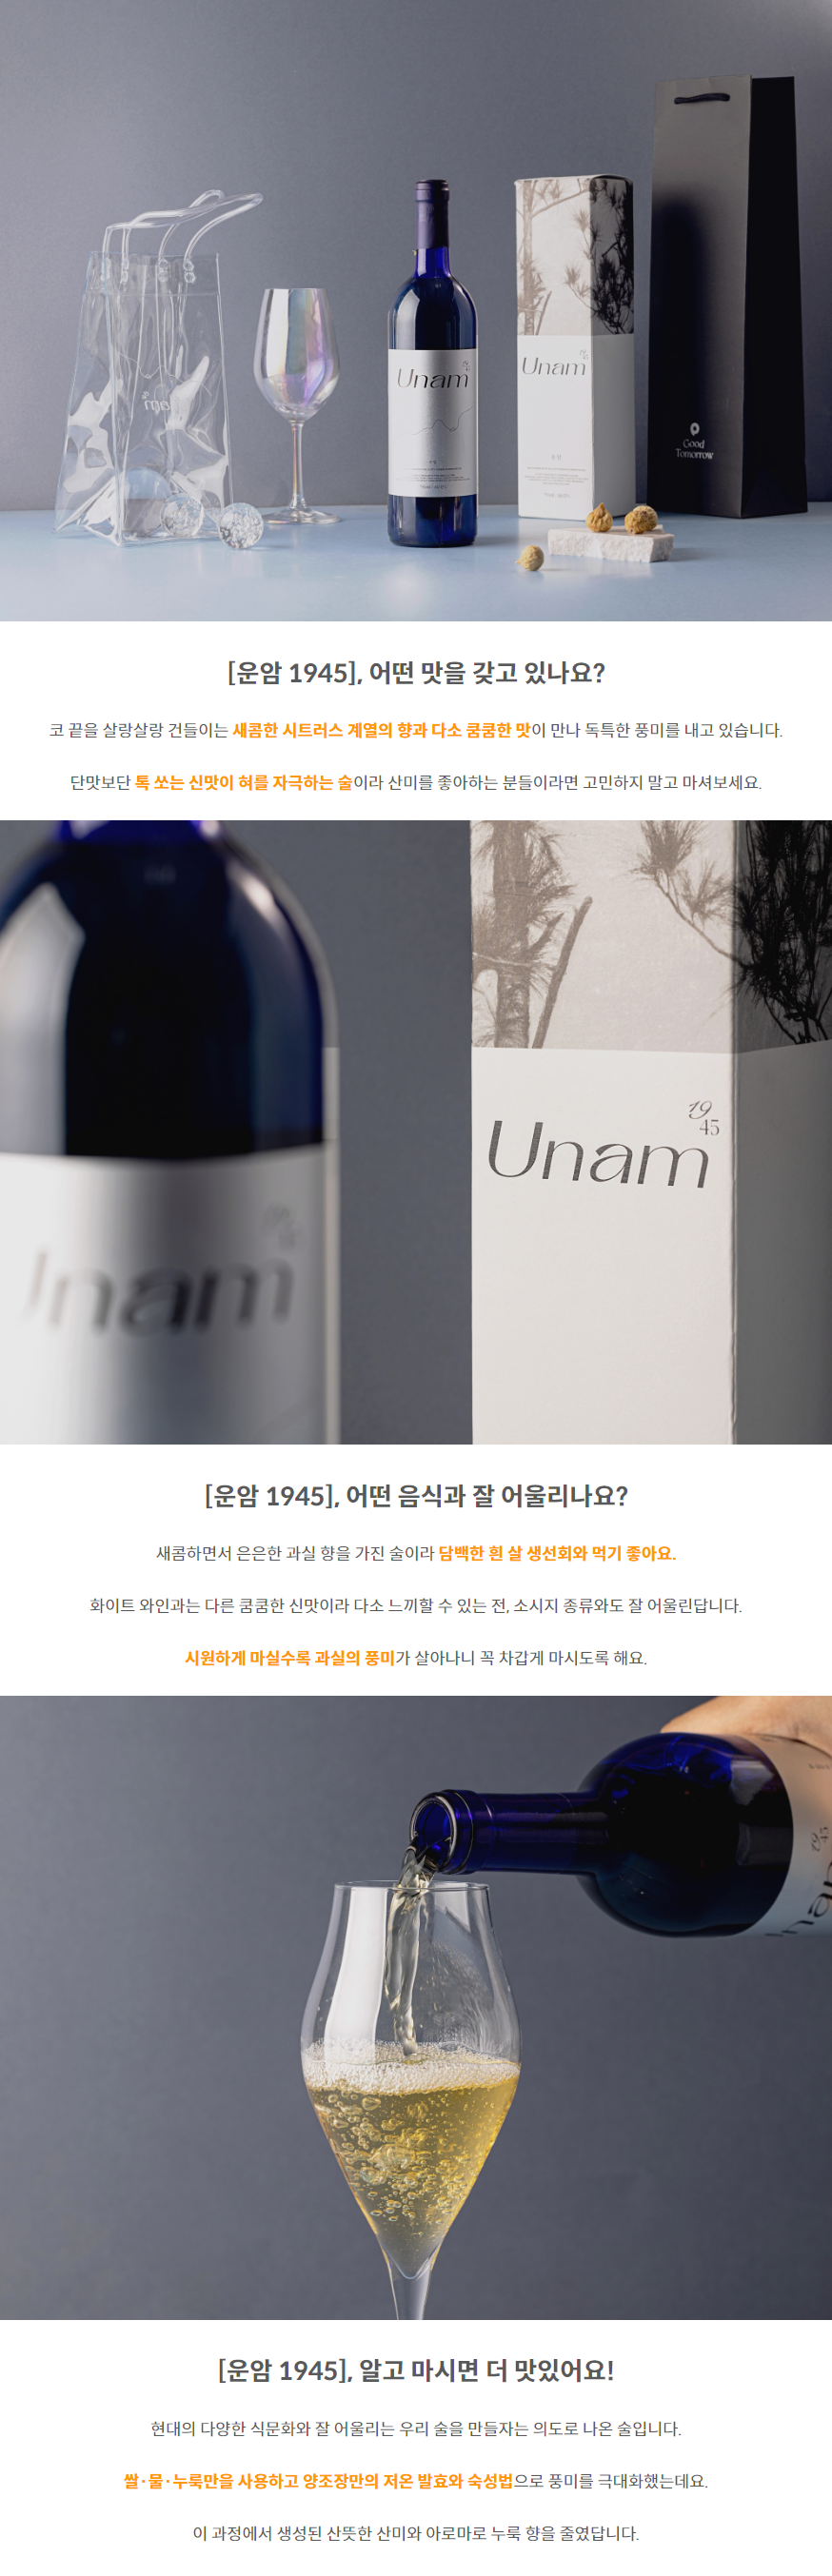 Unam
19
45
운암
Unam
19
45
운암
Good
Tomorrow
[운암 1945], 어떤 맛을 갖고 있나요?
코 끝을 살랑살랑 건들이는 새콤한 시트러스 계열의 향과 다소 쿰쿰한 맛이 만나 독특한 풍미를 내고 있습니다.
단맛보단 톡 쏘는 신맛이 혀를 자극하는 술이라 산미를 좋아하는 분들이라면 고민하지 말고 마셔보세요.
Unam
19
45
Unam
[운암 1945], 어떤 음식과 잘 어울리나요?
새콤하면서 은은한 과실 향을 가진 술이라 담백한 흰 살 생선회와 먹기 좋아요.
화이트 와인과는 다른 쿰쿰한 신맛이라 다소 느끼할 수 있는 전, 소시지 종류와도 잘 어울린답니다.
시원하게 마실수록 과실의 풍미가 살아나니 꼭 차갑게 마시도록 해요.
19
45
[운암 1945], 알고 마시면 더 맛있어요!
현대의 다양한 식문화와 잘 어울리는 우리 술을 만들자는 의도로 나온 술입니다.
쌀·물·누룩만을 사용하고 양조장만의 저온 발효와 숙성법으로 풍미를 극대화했는데요.
이 과정에서 생성된 산뜻한 산미와 아로마로 누룩 향을 줄였답니다.